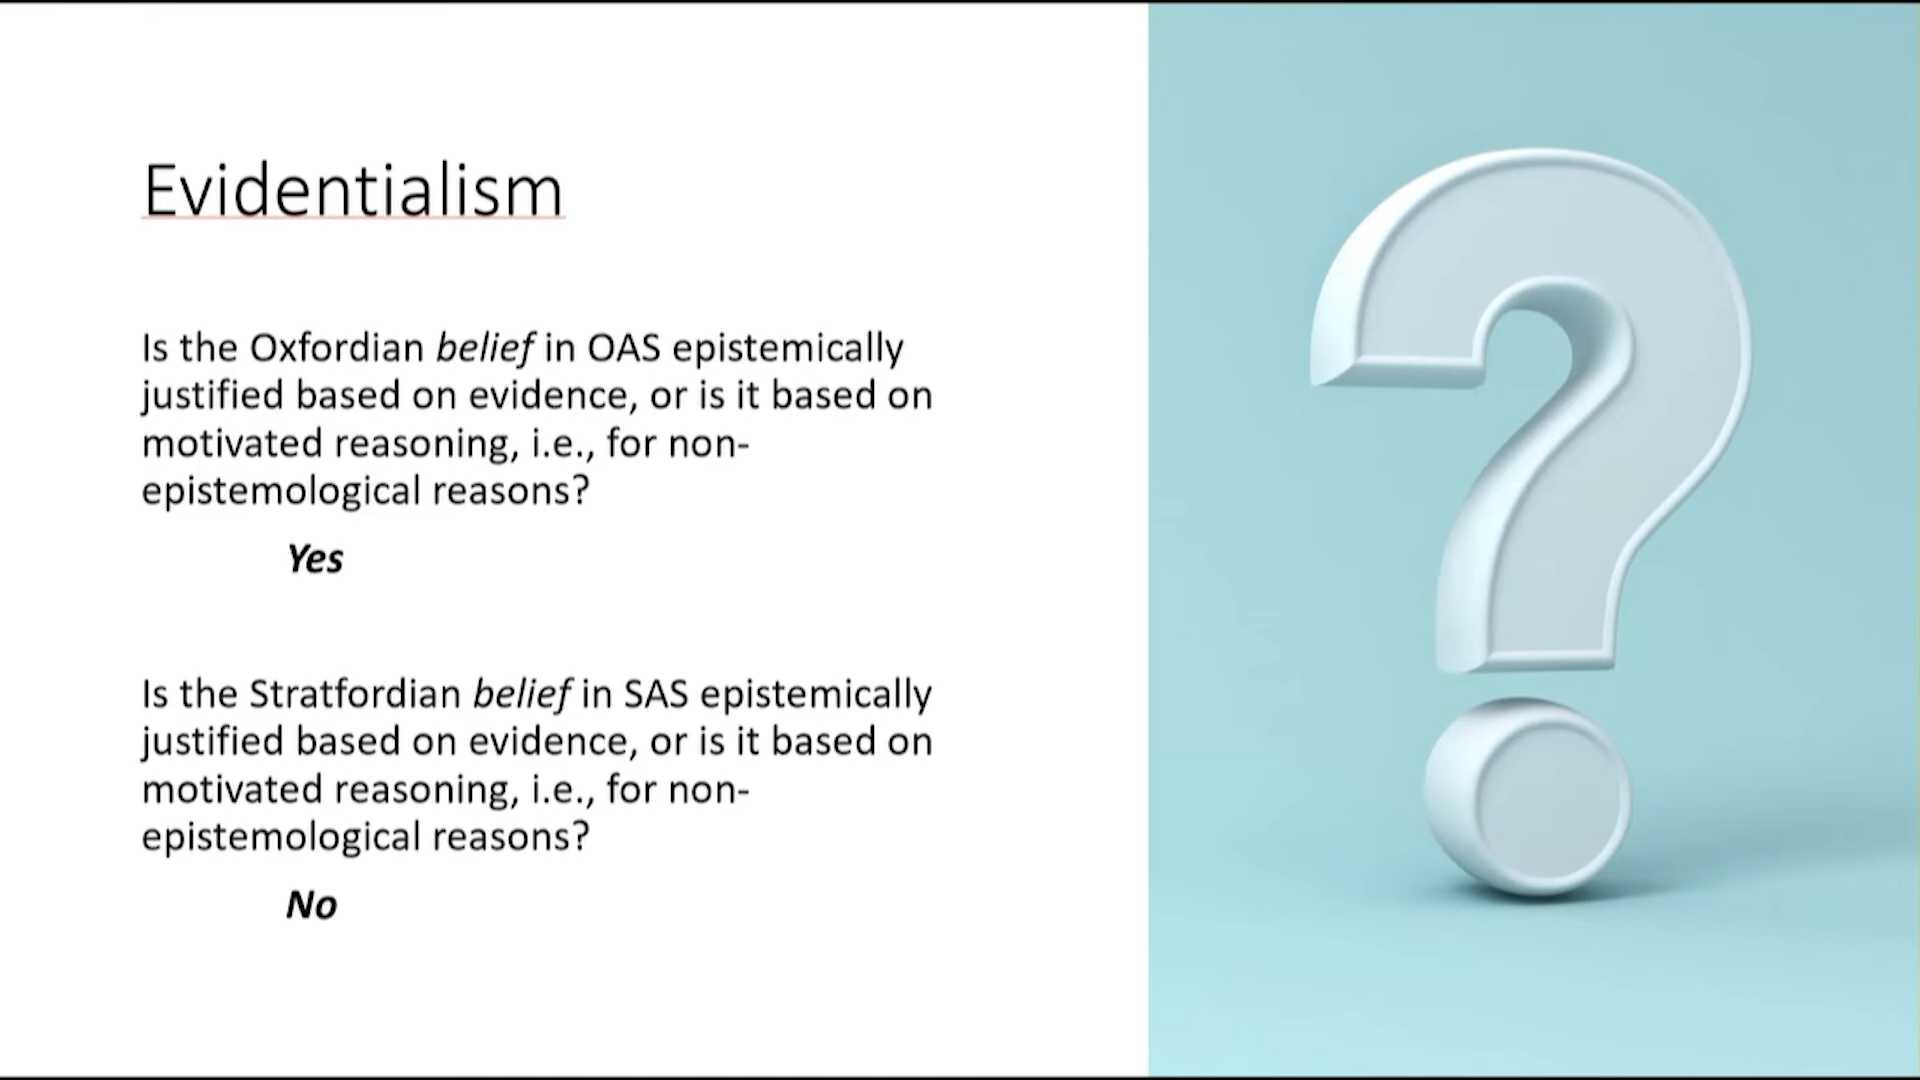 Evidentialism
Is the Oxfordian belief in OAS epistemically
justified based on evidence, or is it based on
motivated reasoning, i.e., for non-
epistemological reasons?
Yes
Is the Stratfordian belief in SAS epistemically
justified based on evidence, or is it based on
motivated reasoning, i.e., for non-
epistemological reasons?
No